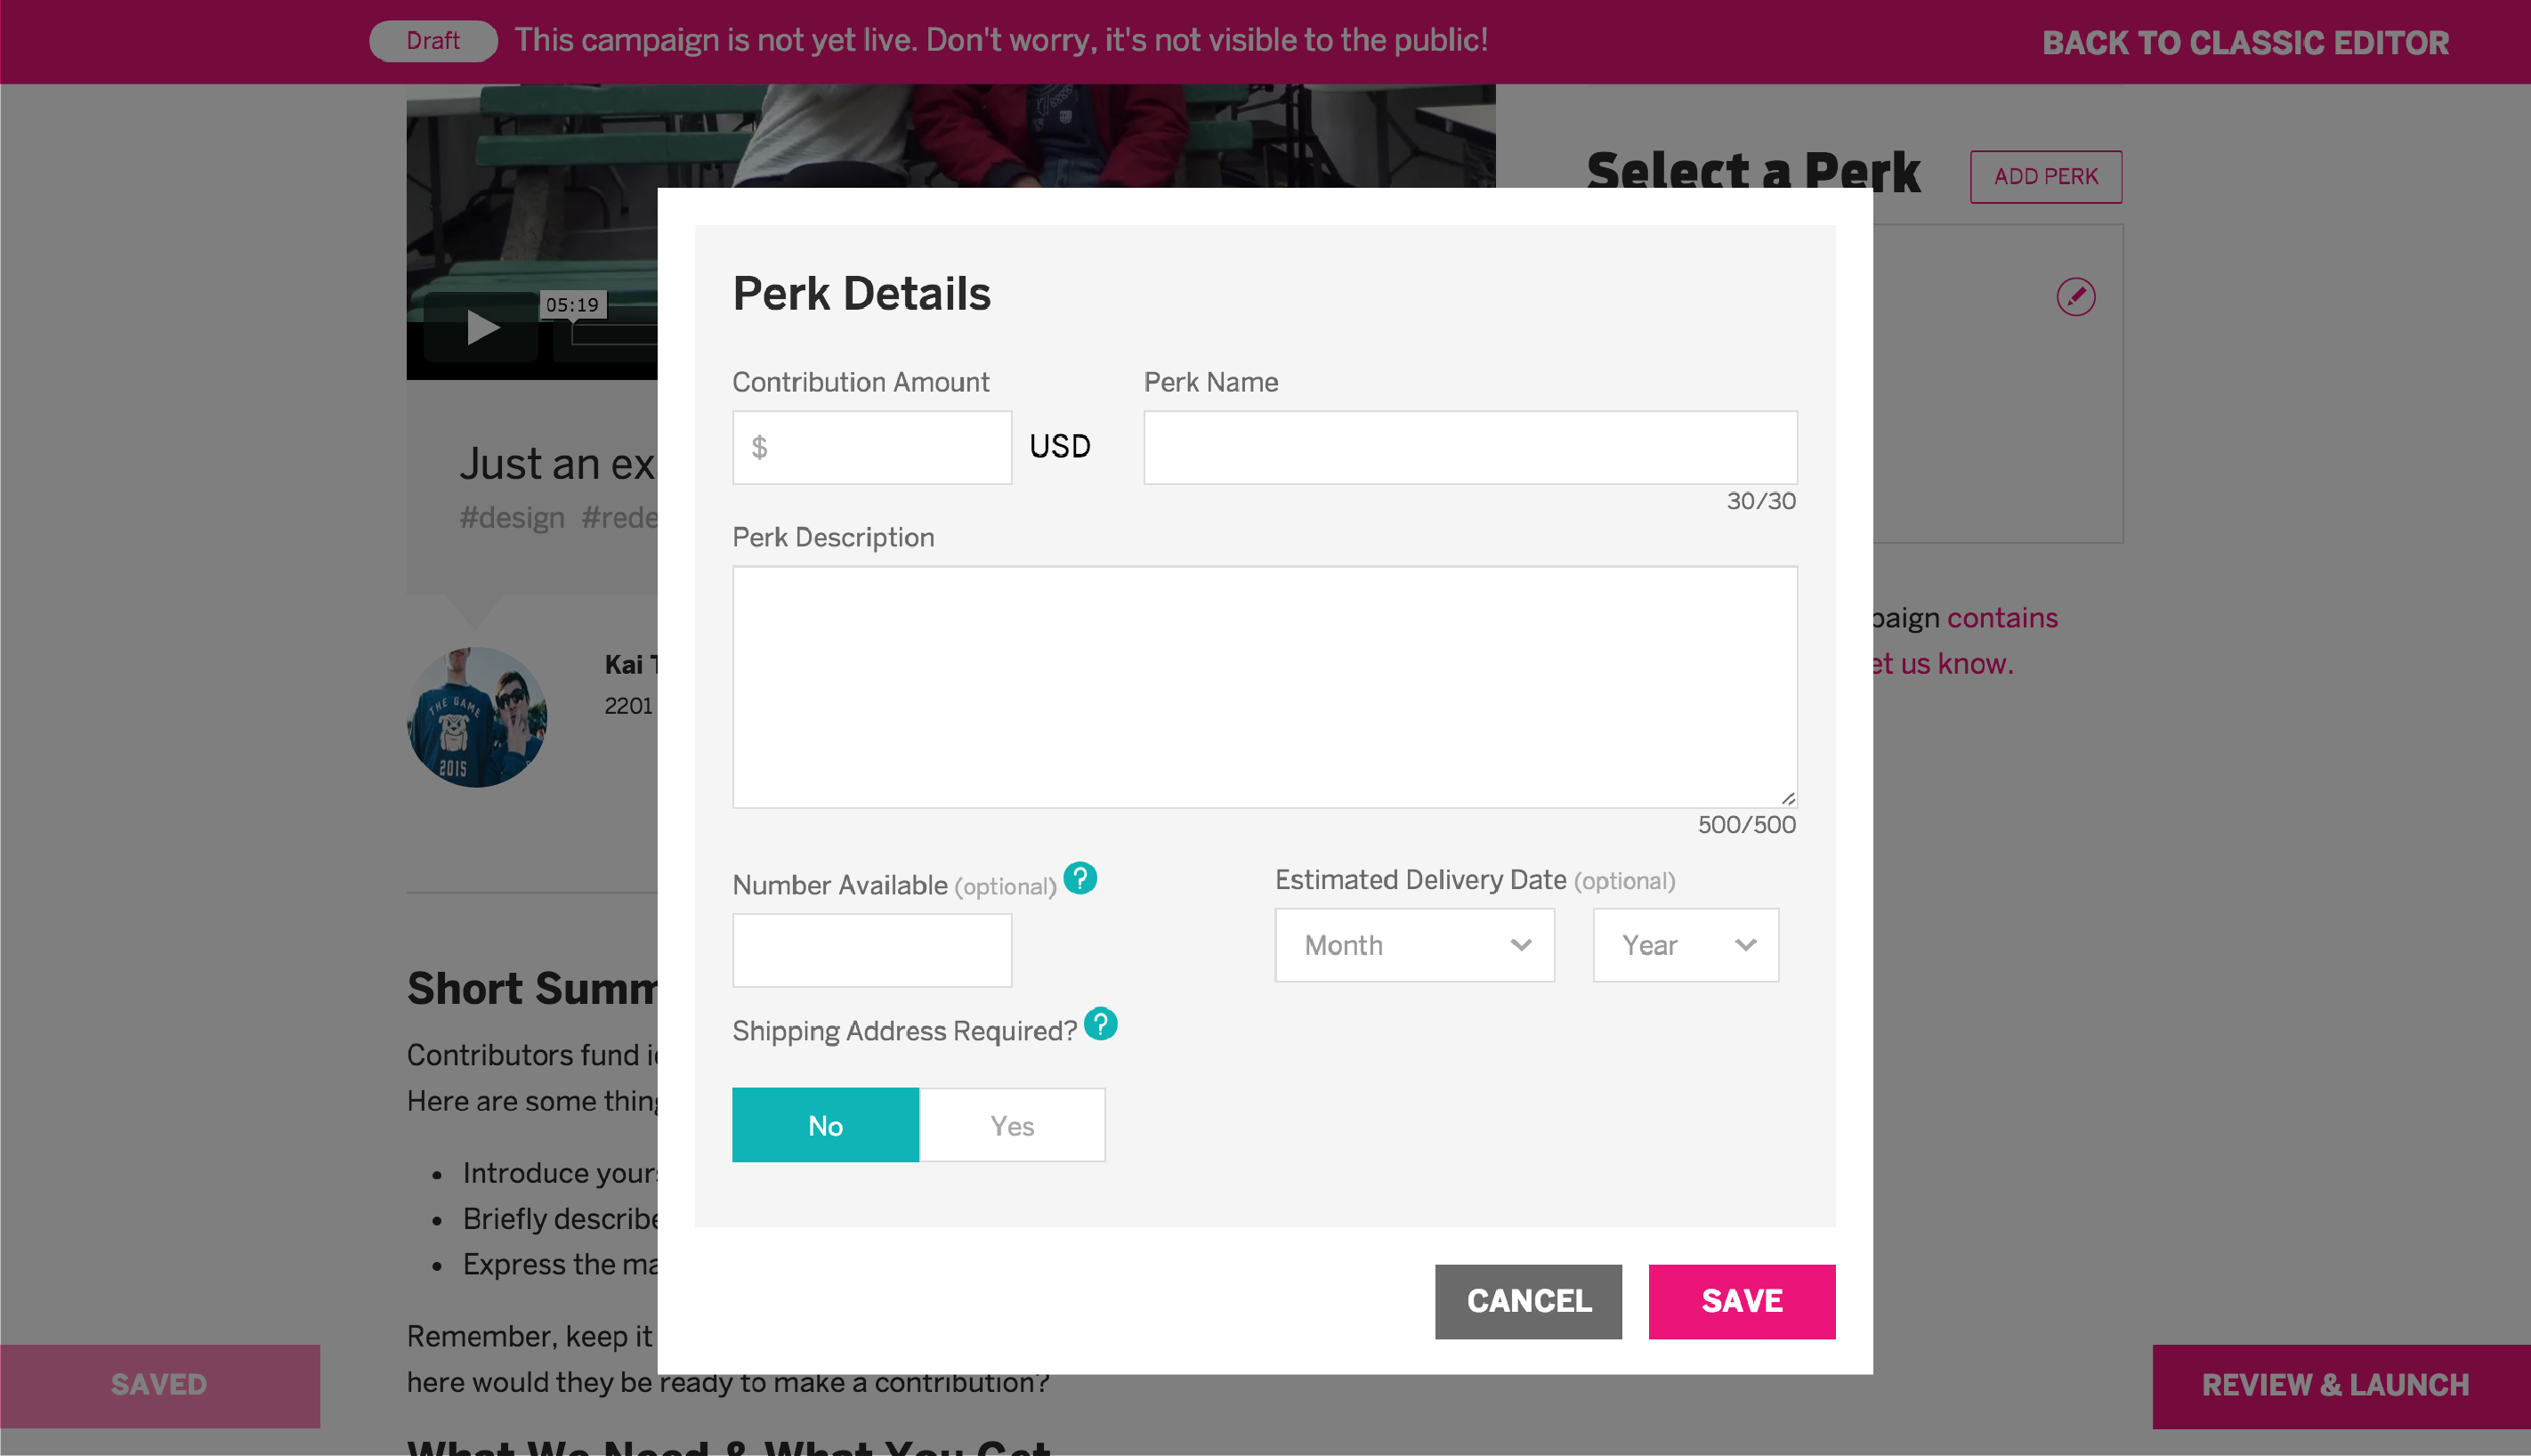 Draft This campaign is not yet live. Don't worry, it's not visible to the public!
BACK TO CLASSIC EDITOR
Select a Perk
ADD PERK
05:19
Just an ex
#design #rede
THE GAME
2015
Kai
2201
Short Summ
Contributors fund
Here are some thing
Introduce yours
Briefly describe
Express the ma
Remember, keep it
here would they be ready to make a contribution?
What We Need & What You Get
paign contains
et us know.
Perk Details
Contribution Amount
$
USD
Perk Name
30/30
Perk Description
500/500
Number Available (optional) ?
Estimated Delivery Date (optional)
Month
Year
Shipping Address Required? ?
No
Yes
CANCEL
SAVE
SAVED
REVIEW & LAUNCH